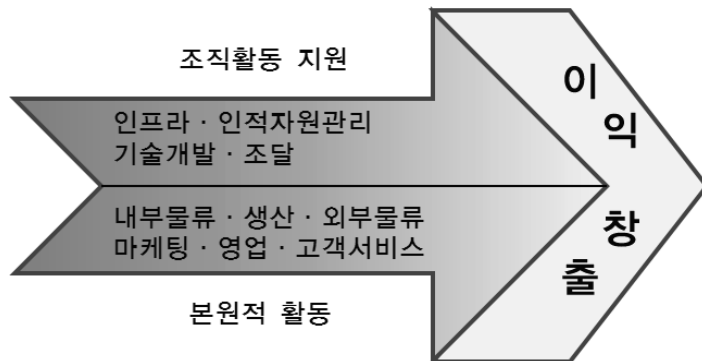 조직활동 지원
인프라 · 인적자원관리
기술개발 · 조달
내부물류 · 생산 · 외부물류
마케팅 · 영업 · 고객서비스
본원적 활동
이익
창출